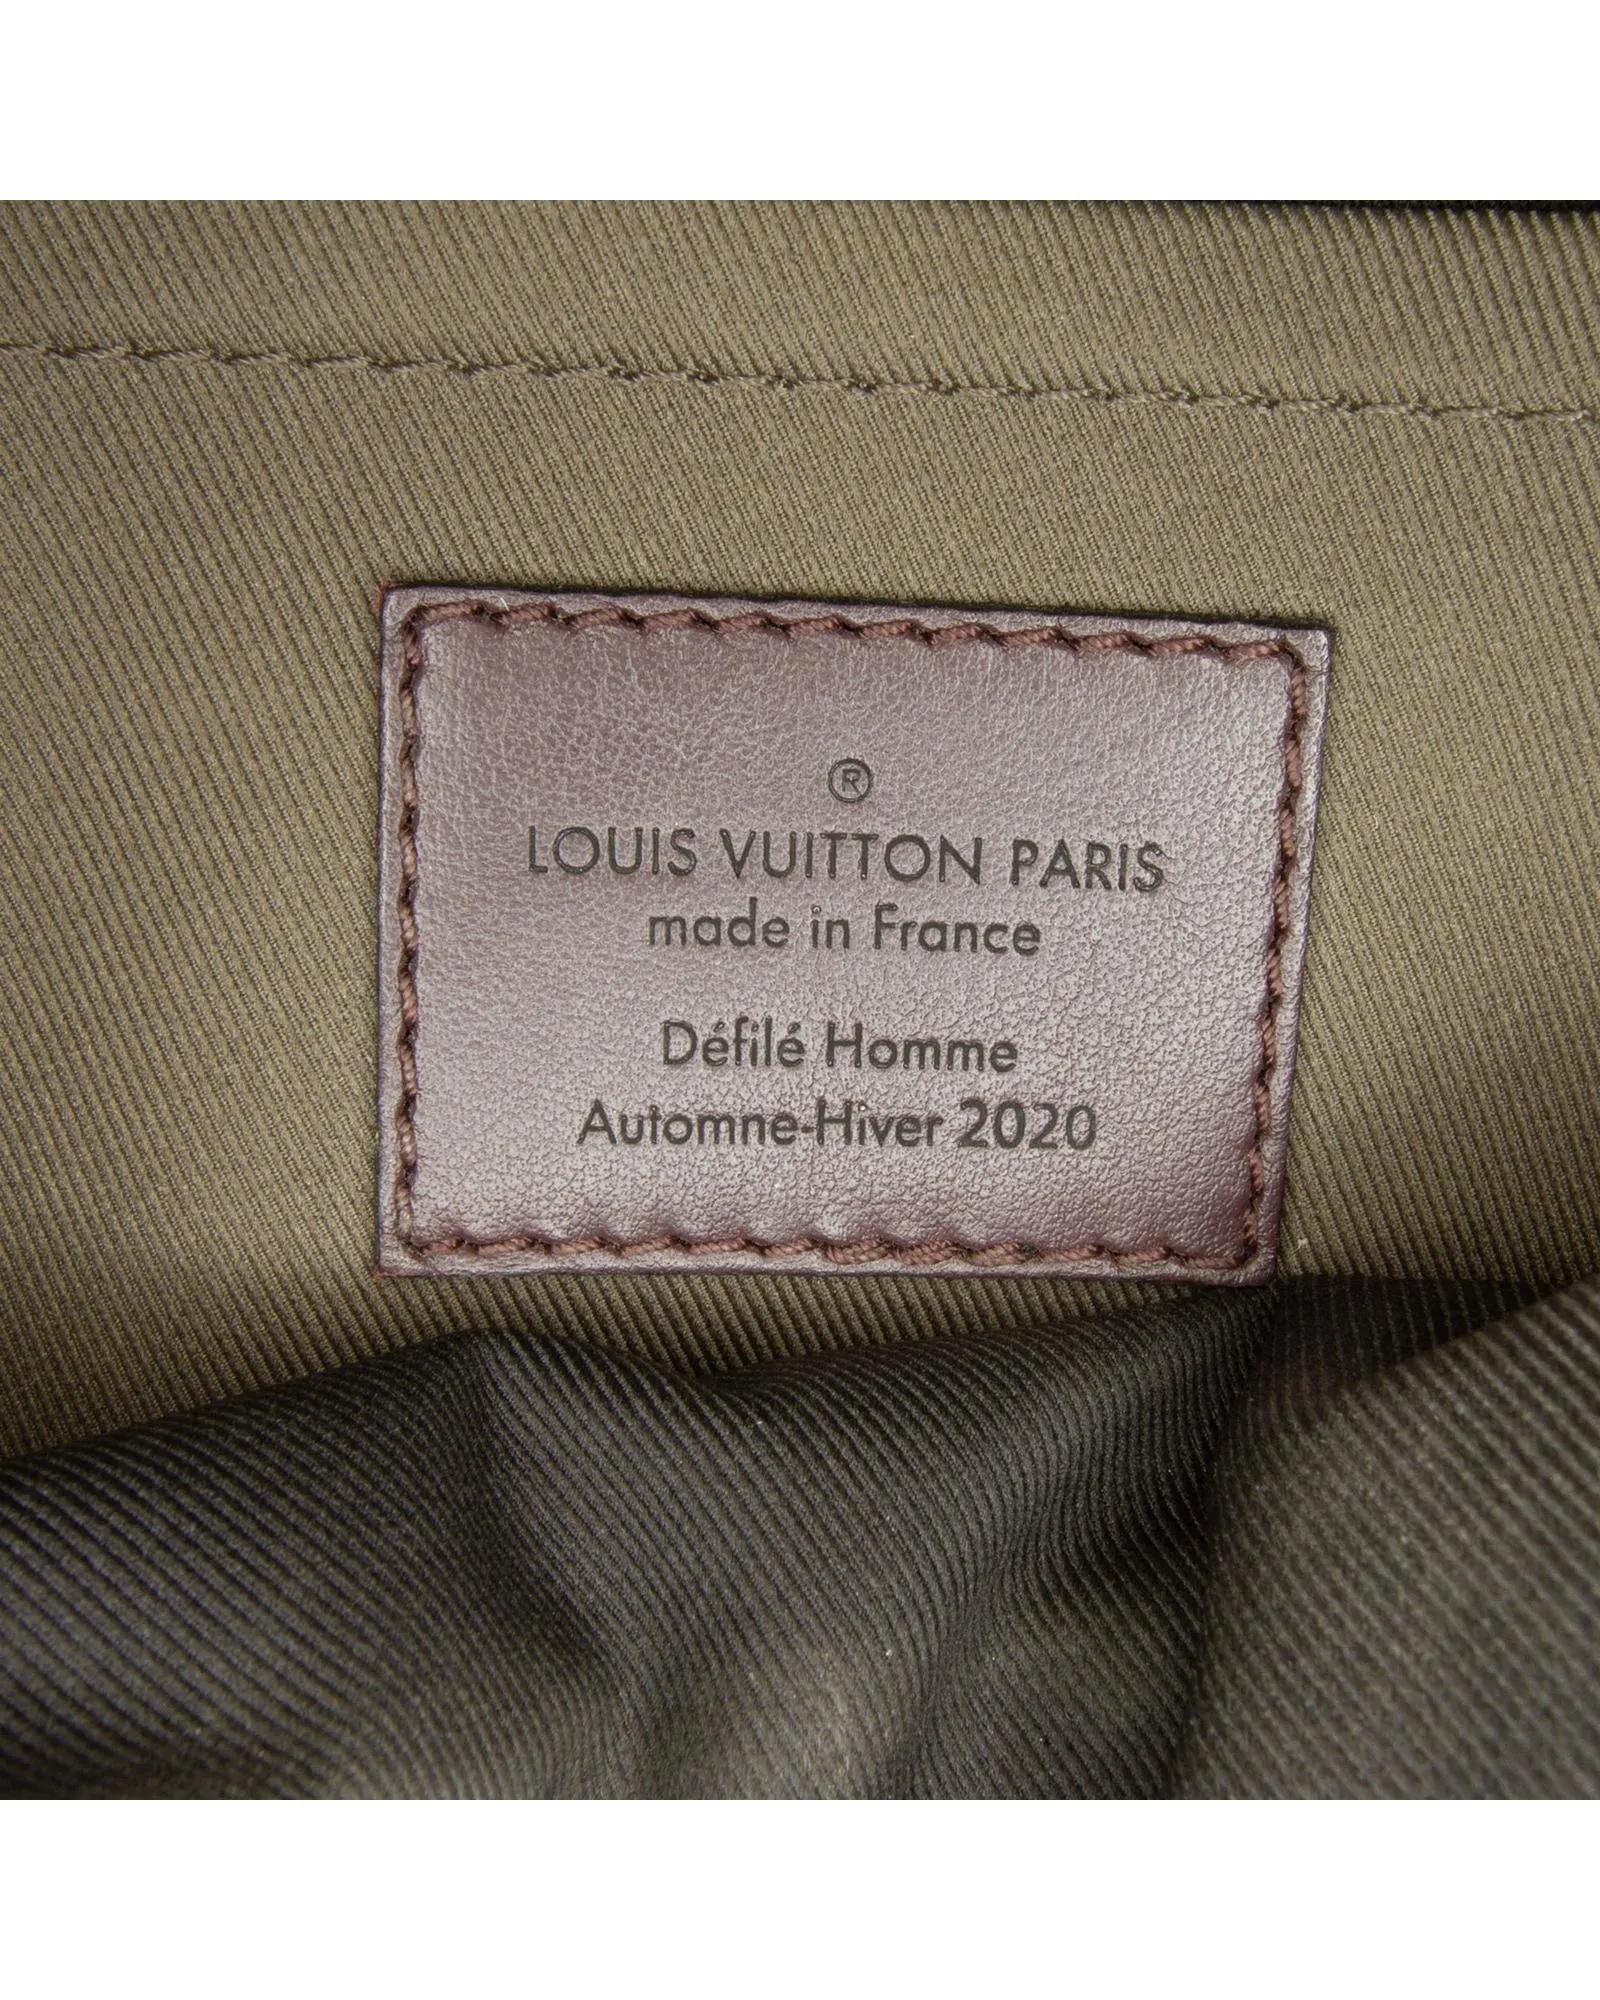 ®
LOUIS VUITTON PARIS
made in France
Défilé Homme
Automne-Hiver 2020